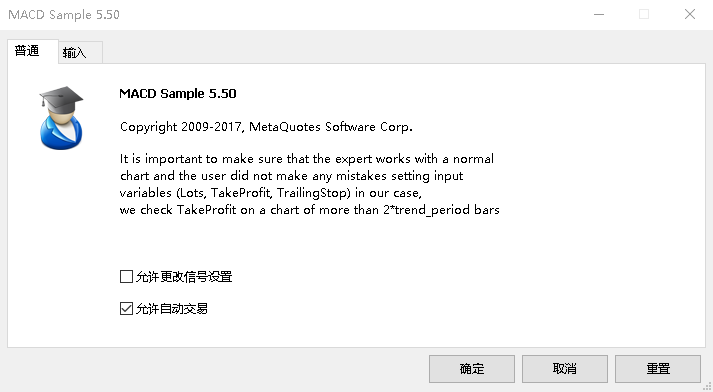 MACD Sample 5.50
普通
输入
MACD Sample 5.50
Copyright 2009-2017, MetaQuotes Software Corp.
It is important to make sure that the expert works with a normal
chart and the user did not make any mistakes setting input
variables (Lots, TakeProfit, TrailingStop) in our case,
we check TakeProfit on a chart of more than 2*trend_period bars
允许更改信号设置
允许自动交易
确定
取消
重置